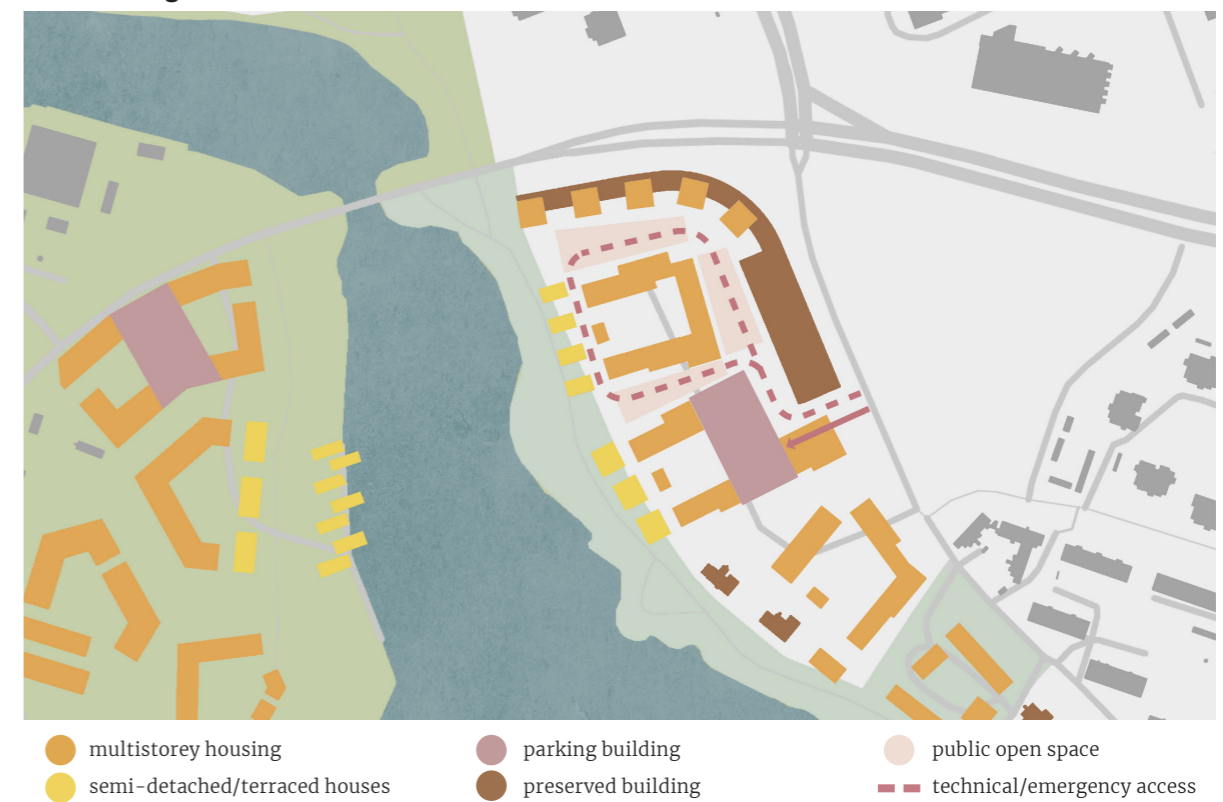 multistorey housing
semi-detached/terraced houses
parking building
preserved building
public open space
technical/emergency access